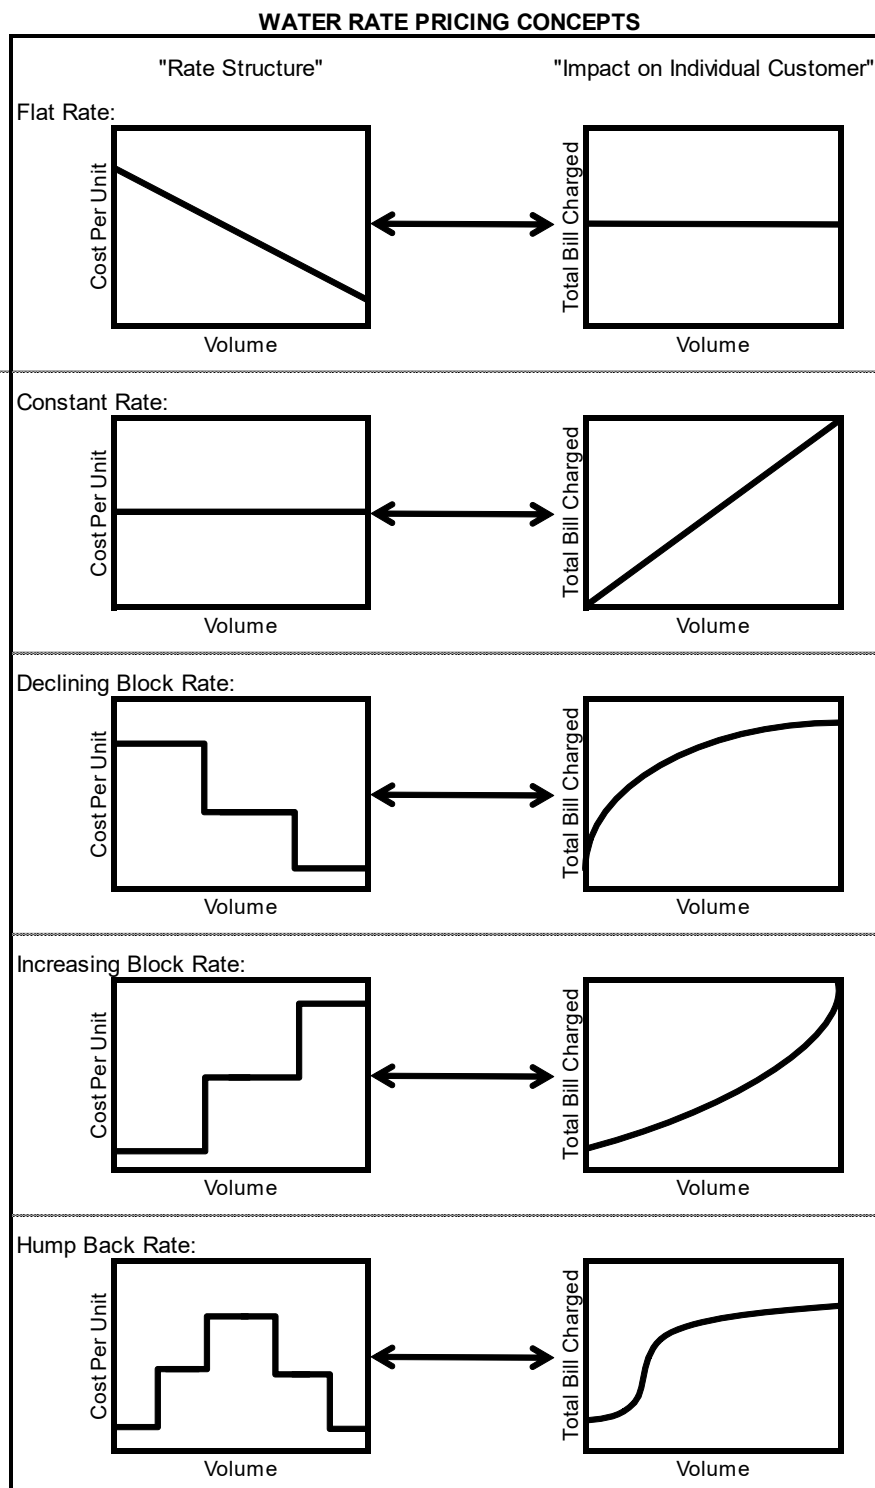 WATER RATE PRICING CONCEPTS
"Rate Structure"
"Impact on Individual Customer"
Flat Rate:
Cost Per Unit
Volume
Total Bill Charged
Volume
Constant Rate:
Cost Per Unit
Volume
Total Bill Charged
Volume
Declining Block Rate:
Cost Per Unit
Volume
Total Bill Charged
Volume
Increasing Block Rate:
Cost Per Unit
Volume
Total Bill Charged
Volume
Hump Back Rate:
Cost Per Unit
Volume
Total Bill Charged
Volume